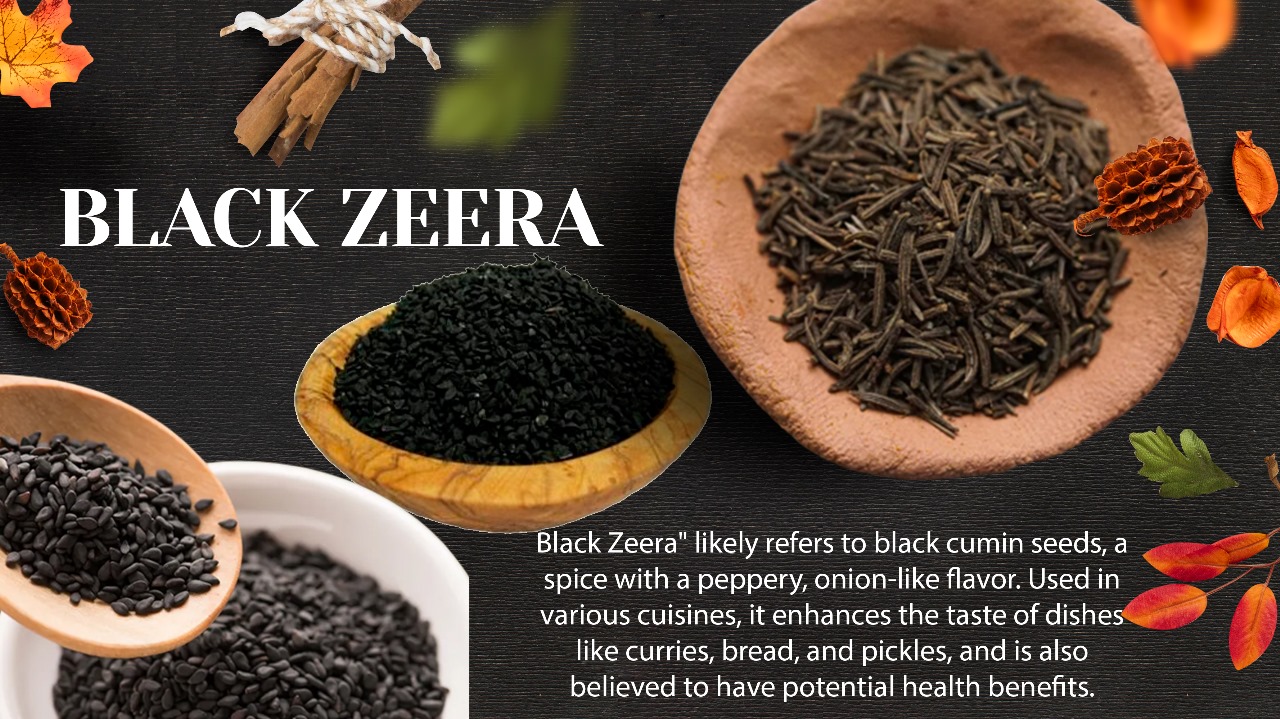 BLACK ZEERA
Black Zeera" likely refers to black cumin seeds, a
spice with a peppery, onion-like flavor. Used in
various cuisines, it enhances the taste of dishes
like curries, bread, and pickles, and is also
believed to have potential health benefits.